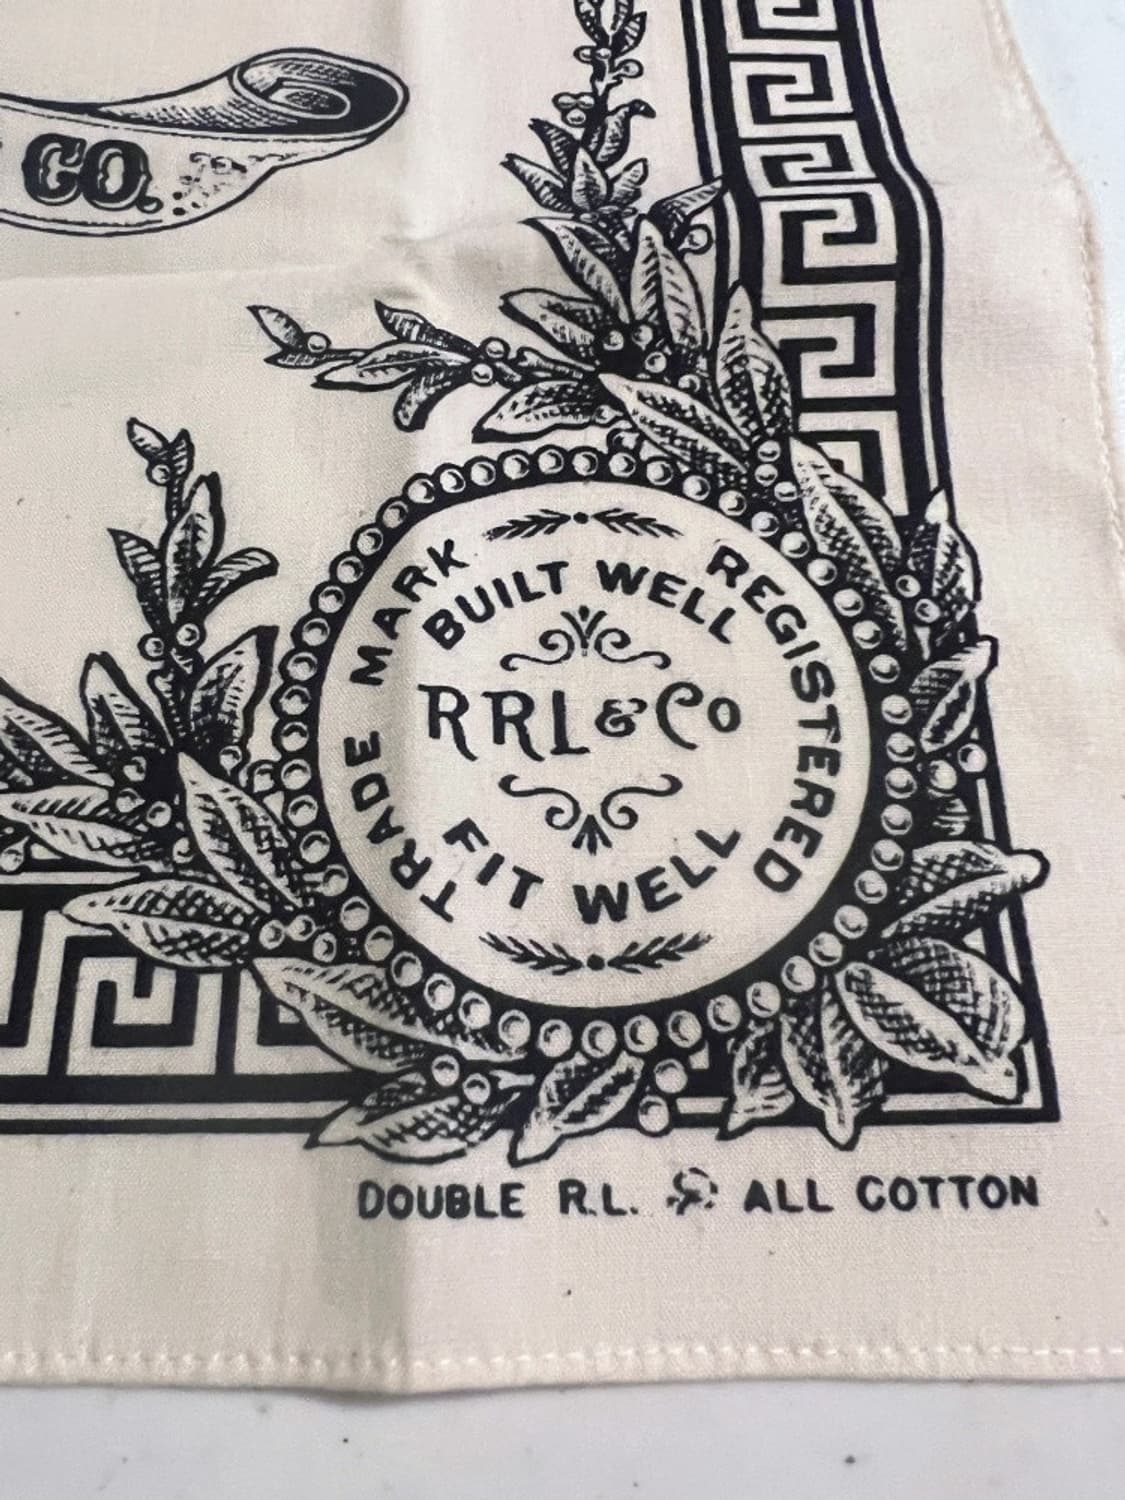 CO.
TRADE MARK REGISTERED
BUILT WELL
RRL & Co
FIT WELL
DOUBLE R.L. ALL COTTON